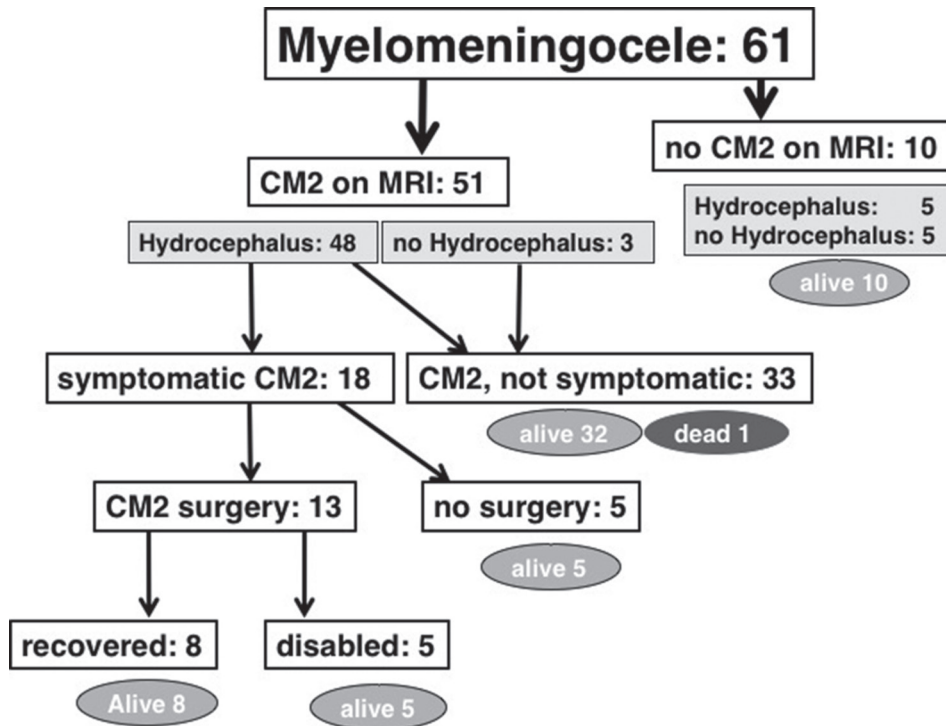 Myelomeningocele: 61
no CM2 on MRI: 10
CM2 on MRI: 51
Hydrocephalus: 5
no Hydrocephalus: 5
Hydrocephalus: 48
no Hydrocephalus: 3
alive 10
symptomatic CM2: 18
CM2, not symptomatic: 33
alive 32
dead 1
CM2 surgery: 13
no surgery: 5
alive 5
recovered: 8
disabled: 5
Alive 8
alive 5